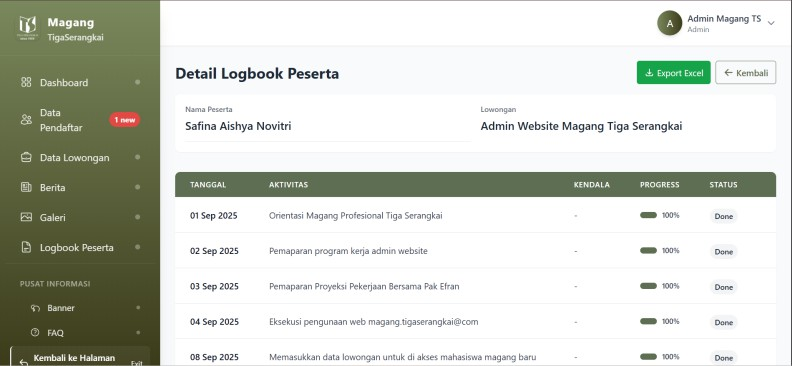 Magang
TigaSerangkai
Admin Magang TS
A
Admin
Dashboard
Data
Pendaftar
1 new
Data Lowongan
Berita
Galeri
Logbook Peserta
PUSAT INFORMASI
Banner
FAQ
Kembali ke Halaman
Exit
Detail Logbook Peserta
Export Excel
Kembali
Nama Peserta
Safina Aishya Novitri
Lowongan
Admin Website Magang Tiga Serangkai
TANGGAL AKTIVITAS KENDALA PROGRESS STATUS
01 Sep 2025 Orientasi Magang Profesional Tiga Serangkai - 100% Done
02 Sep 2025 Pemaparan program kerja admin website - 100% Done
03 Sep 2025 Pemaparan Proyeksi Pekerjaan Bersama Pak Efran - 100% Done
04 Sep 2025 Eksekusi pengunaan web magang.tigaserangkai@com - 100% Done
08 Sep 2025 Memasukkan data lowongan untuk di akses mahasiswa magang baru - 100% Done